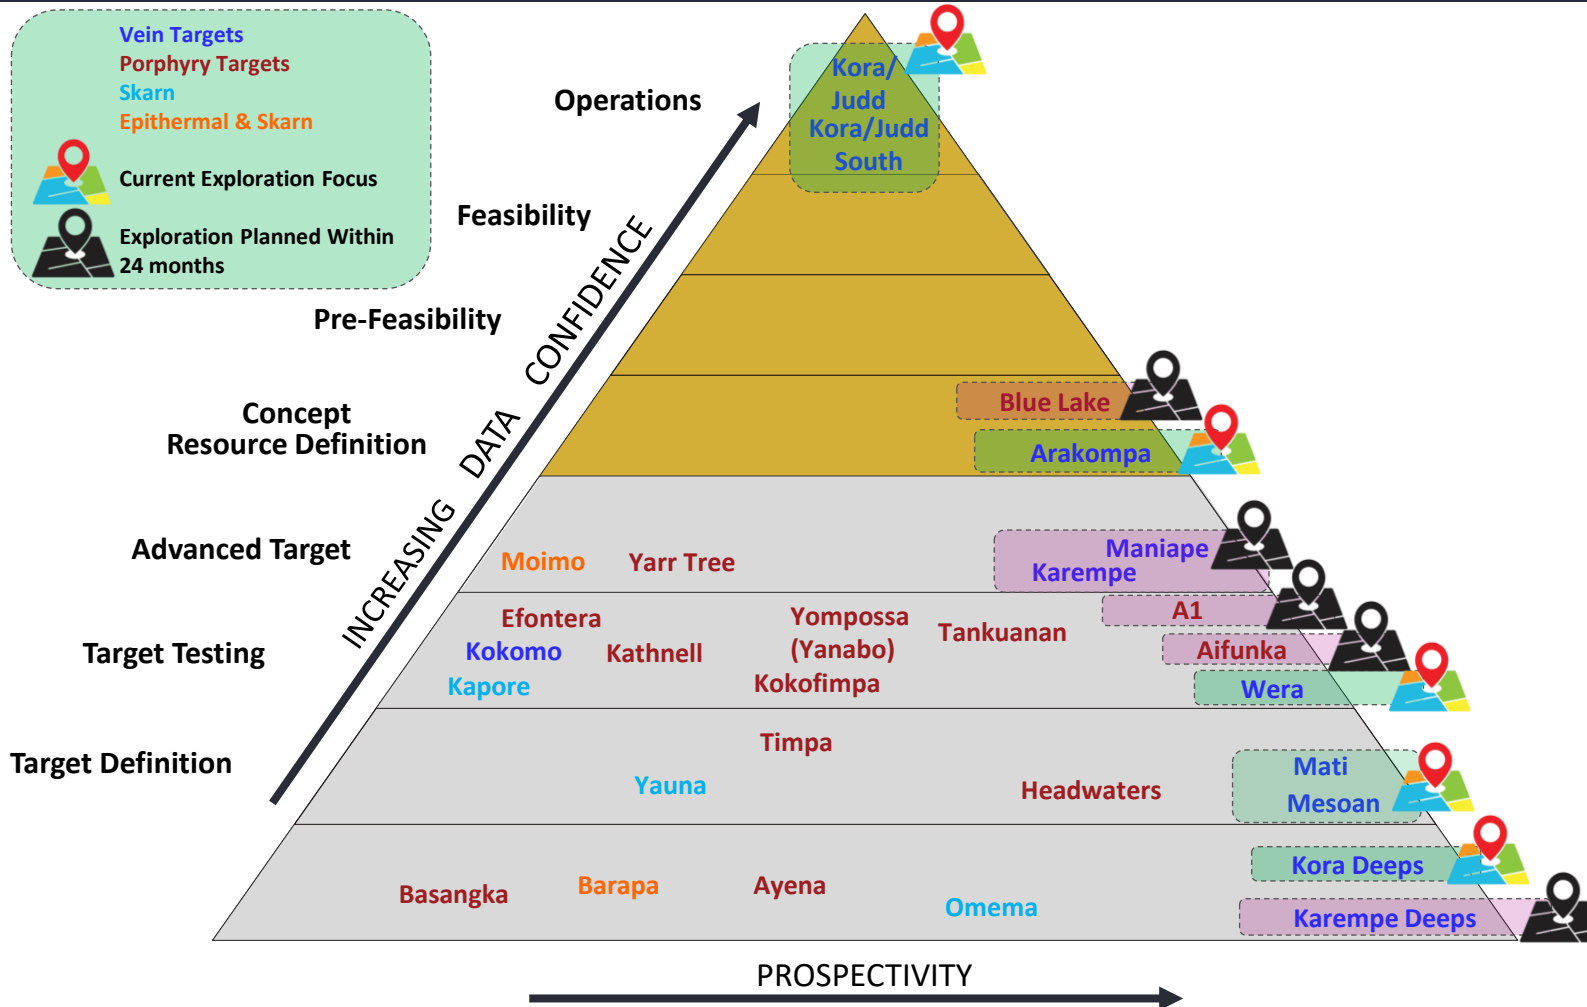 Vein Targets
Porphyry Targets
Skarn
Epithermal & Skarn
Current Exploration Focus
Exploration Planned Within
24 months
INCREASING DATA CONFIDENCE
Operations
Kora/
Judd
Kora/Judd
South
Feasibility
Pre-Feasibility
Concept
Resource Definition
Blue Lake
Arakompa
Advanced Target
Moimo
Yarr Tree
Maniape
Karempe
Target Testing
Efontera
Kokomo
Kapore
Kathnell
Yompossa
(Yanabo)
Kokofimpa
Tankuanan
A1
Aifunka
Wera
Target Definition
Timpa
Yauna
Headwaters
Mati
Mesoan
Basangka
Barapa
Ayena
Omema
Kora Deeps
Karempe Deeps
PROSPECTIVITY